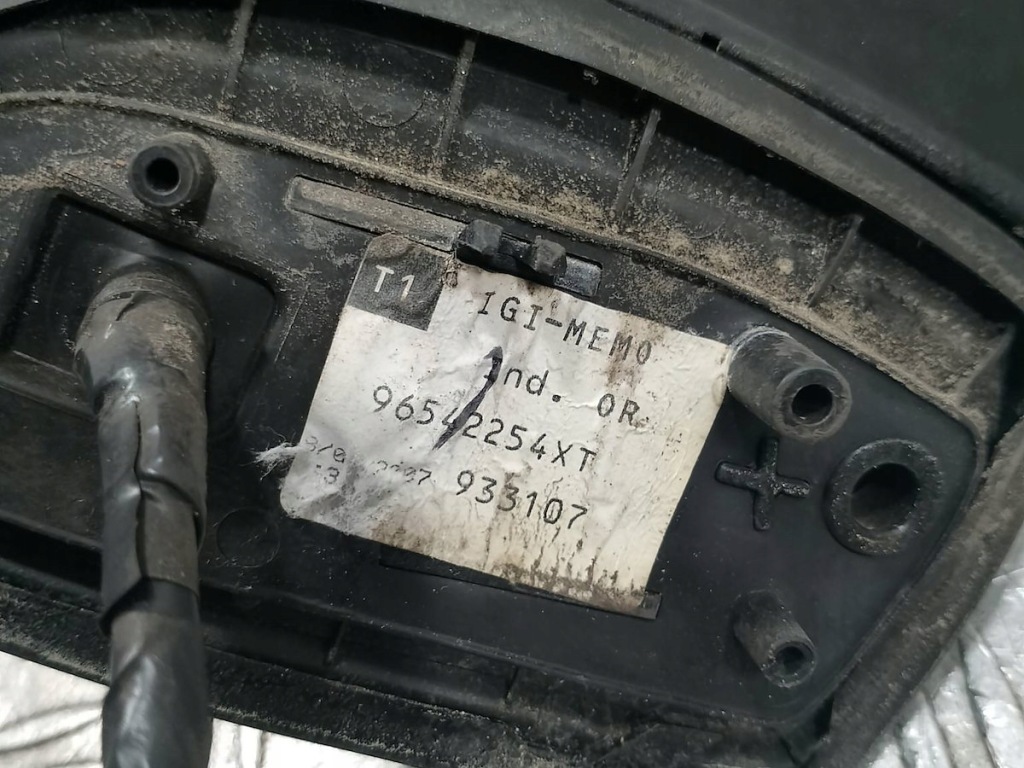 T1
IGI-MEMO
Ind. OR
96542254XT
933107